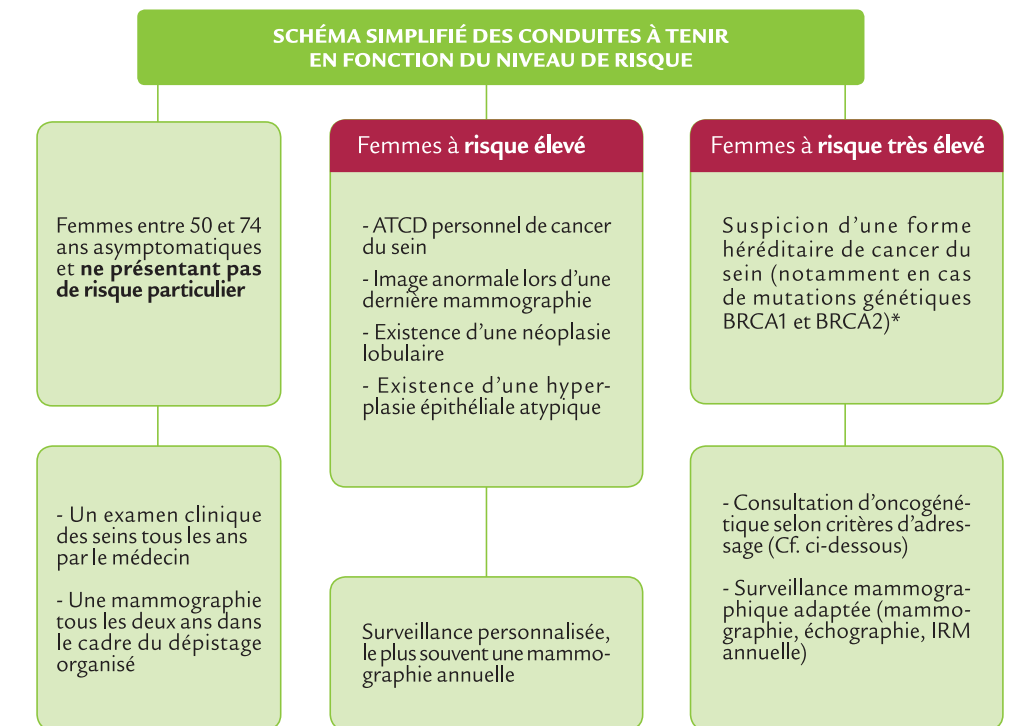 SCHÉMA SIMPLIFIÉ DES CONDUITES À TENIR
EN FONCTION DU NIVEAU DE RISQUE
Femmes entre 50 et 74
ans asymptomatiques
et ne présentant pas
de risque particulier
- Un examen clinique
des seins tous les ans
par le médecin
- Une mammographie
tous les deux ans dans
le cadre du dépistage
organisé
Femmes à risque élevé
- ATCD personnel de cancer
du sein
- Image anormale lors d’une
dernière mammographie
- Existence d’une néoplasie
lobulaire
- Existence d’une hyper-
plasie épithéliale atypique
Surveillance personnalisée,
le plus souvent une mammo-
graphie annuelle
Femmes à risque très élevé
Suspicion d’une forme
héréditaire de cancer du
sein (notamment en cas
de mutations génétiques
BRCA1 et BRCA2)*
- Consultation d’oncogéné-
tique selon critères d’adres-
sage (Cf. ci-dessous)
- Surveillance mammogra-
phique adaptée (mammo-
graphie, échographie, IRM
annuelle)